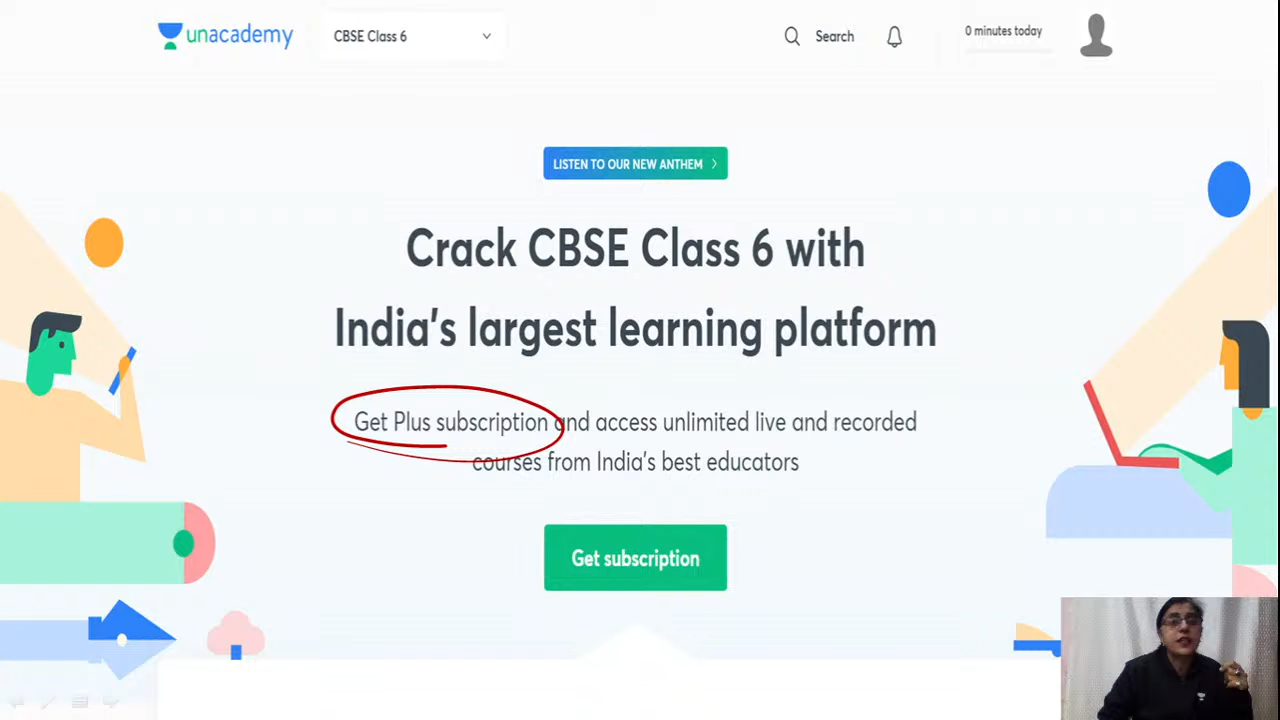 unacademy
CBSE Class 6
Search
0 minutes today
LISTEN TO OUR NEW ANTHEM
Crack CBSE Class 6 with
India's largest learning platform
Get Plus subscription and access unlimited live and recorded
courses from India's best educators
Get subscription